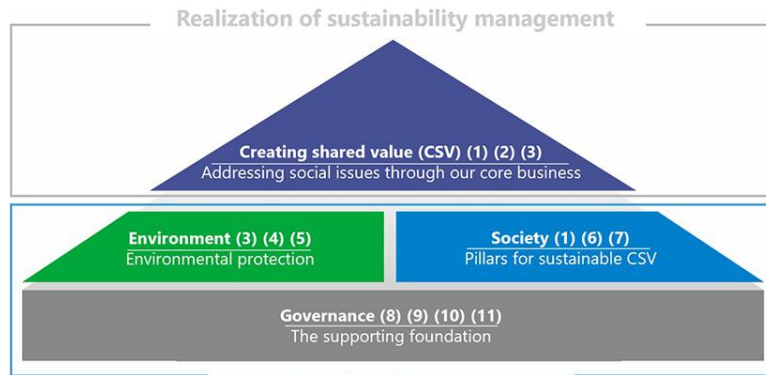 Realization of sustainability management
Creating shared value (CSV) (1) (2) (3)
Addressing social issues through our core business
Environment (3) (4) (5)
Environmental protection
Society (1) (6) (7)
Pillars for sustainable CSV
Governance (8) (9) (10) (11)
The supporting foundation